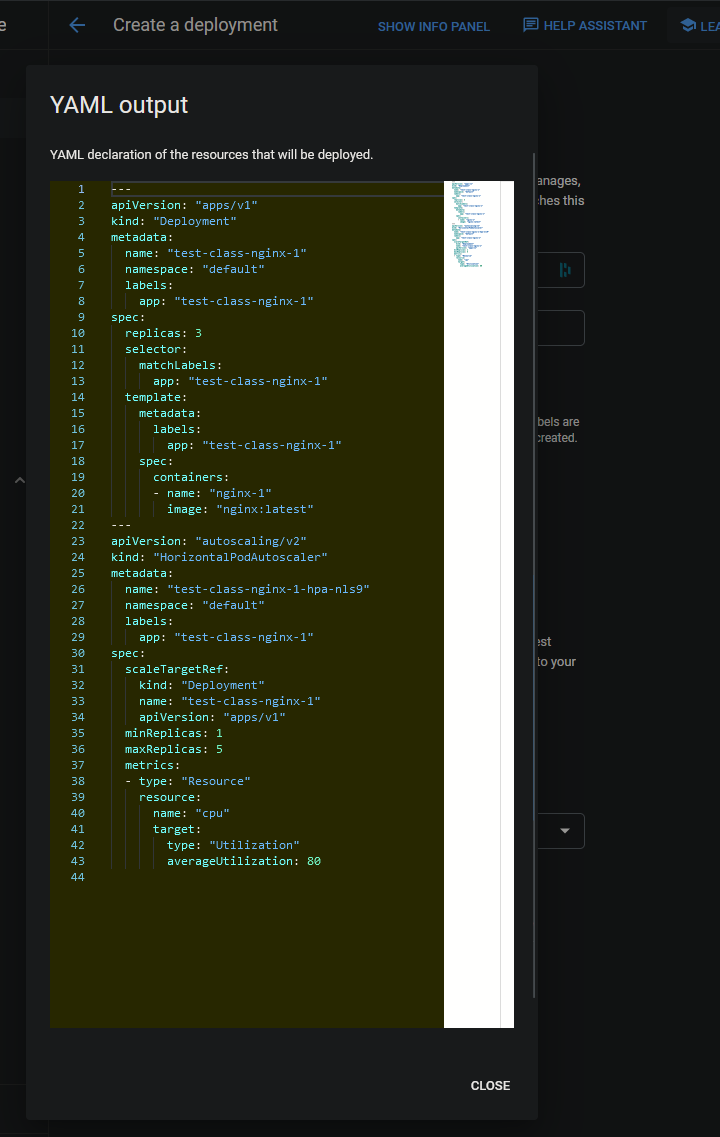 e
Create a deployment
SHOW INFO PANEL
HELP ASSISTANT
LEA
YAML output
YAML declaration of the resources that will be deployed.
1 ---
2 apiVersion: "apps/v1"
3 kind: "Deployment"
4 metadata:
5   name: "test-class-nginx-1"
6   namespace: "default"
7   labels:
8     app: "test-class-nginx-1"
9 spec:
10   replicas: 3
11   selector:
12     matchLabels:
13       app: "test-class-nginx-1"
14   template:
15     metadata:
16       labels:
17         app: "test-class-nginx-1"
18     spec:
19       containers:
20       - name: "nginx-1"
21         image: "nginx:latest"
22 ---
23 apiVersion: "autoscaling/v2"
24 kind: "HorizontalPodAutoscaler"
25 metadata:
26   name: "test-class-nginx-1-hpa-nls9"
27   namespace: "default"
28   labels:
29     app: "test-class-nginx-1"
30 spec:
31   scaleTargetRef:
32     kind: "Deployment"
33     name: "test-class-nginx-1"
34     apiVersion: "apps/v1"
35   minReplicas: 1
36   maxReplicas: 5
37   metrics:
38   - type: "Resource"
39     resource:
40       name: "cpu"
41       target:
42         type: "Utilization"
43         averageUtilization: 80
44
anages,
ches this
bels are
created.
est
to your
CLOSE